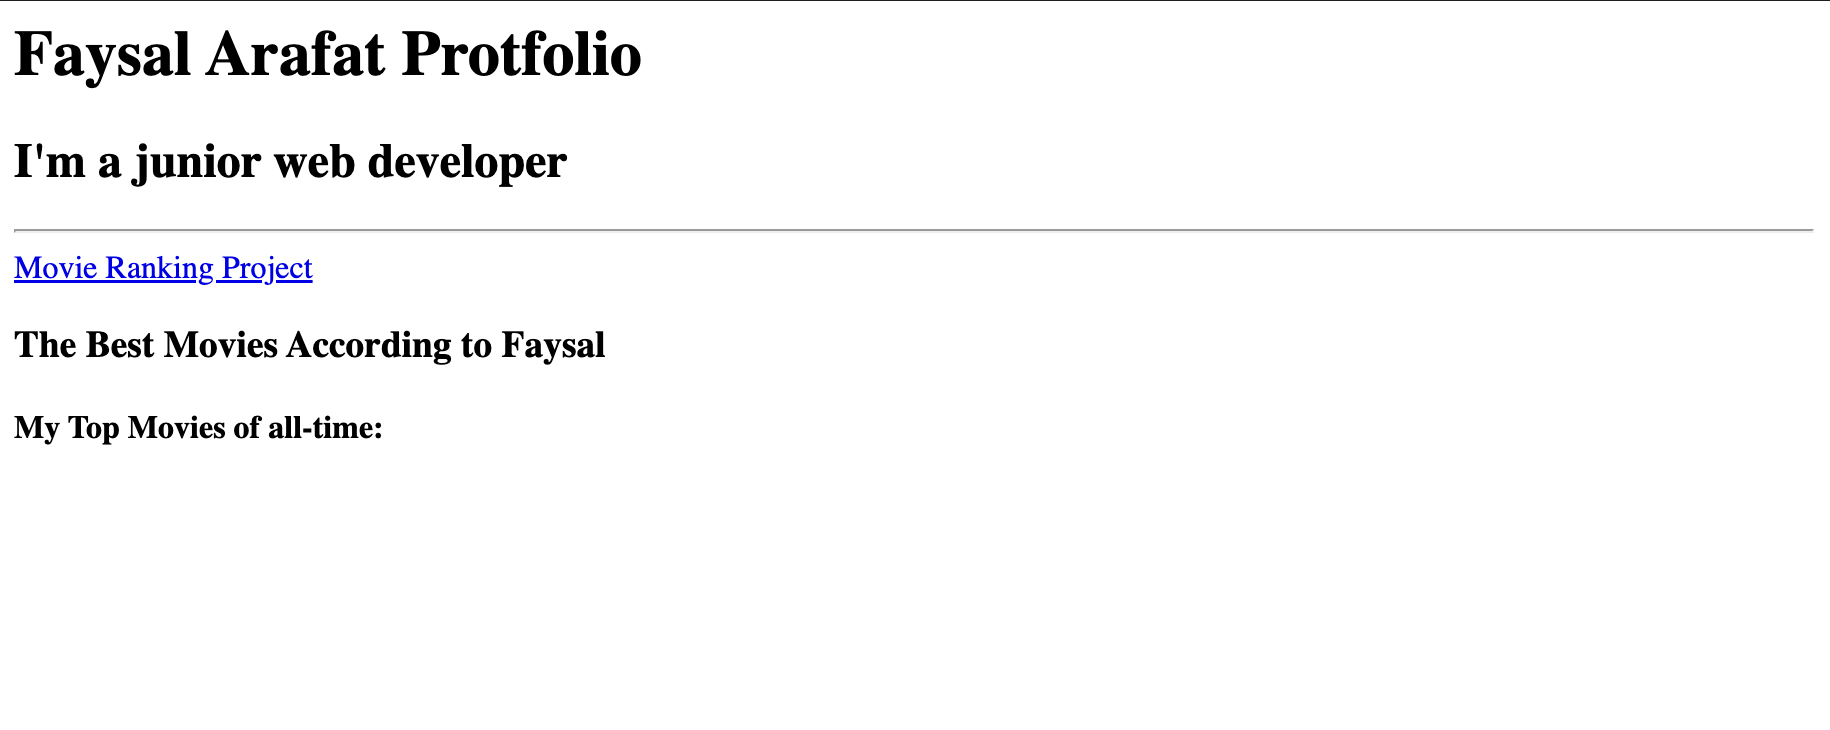 Faysal Arafat Protfolio
I'm a junior web developer
Movie Ranking Project
The Best Movies According to Faysal
My Top Movies of all-time: